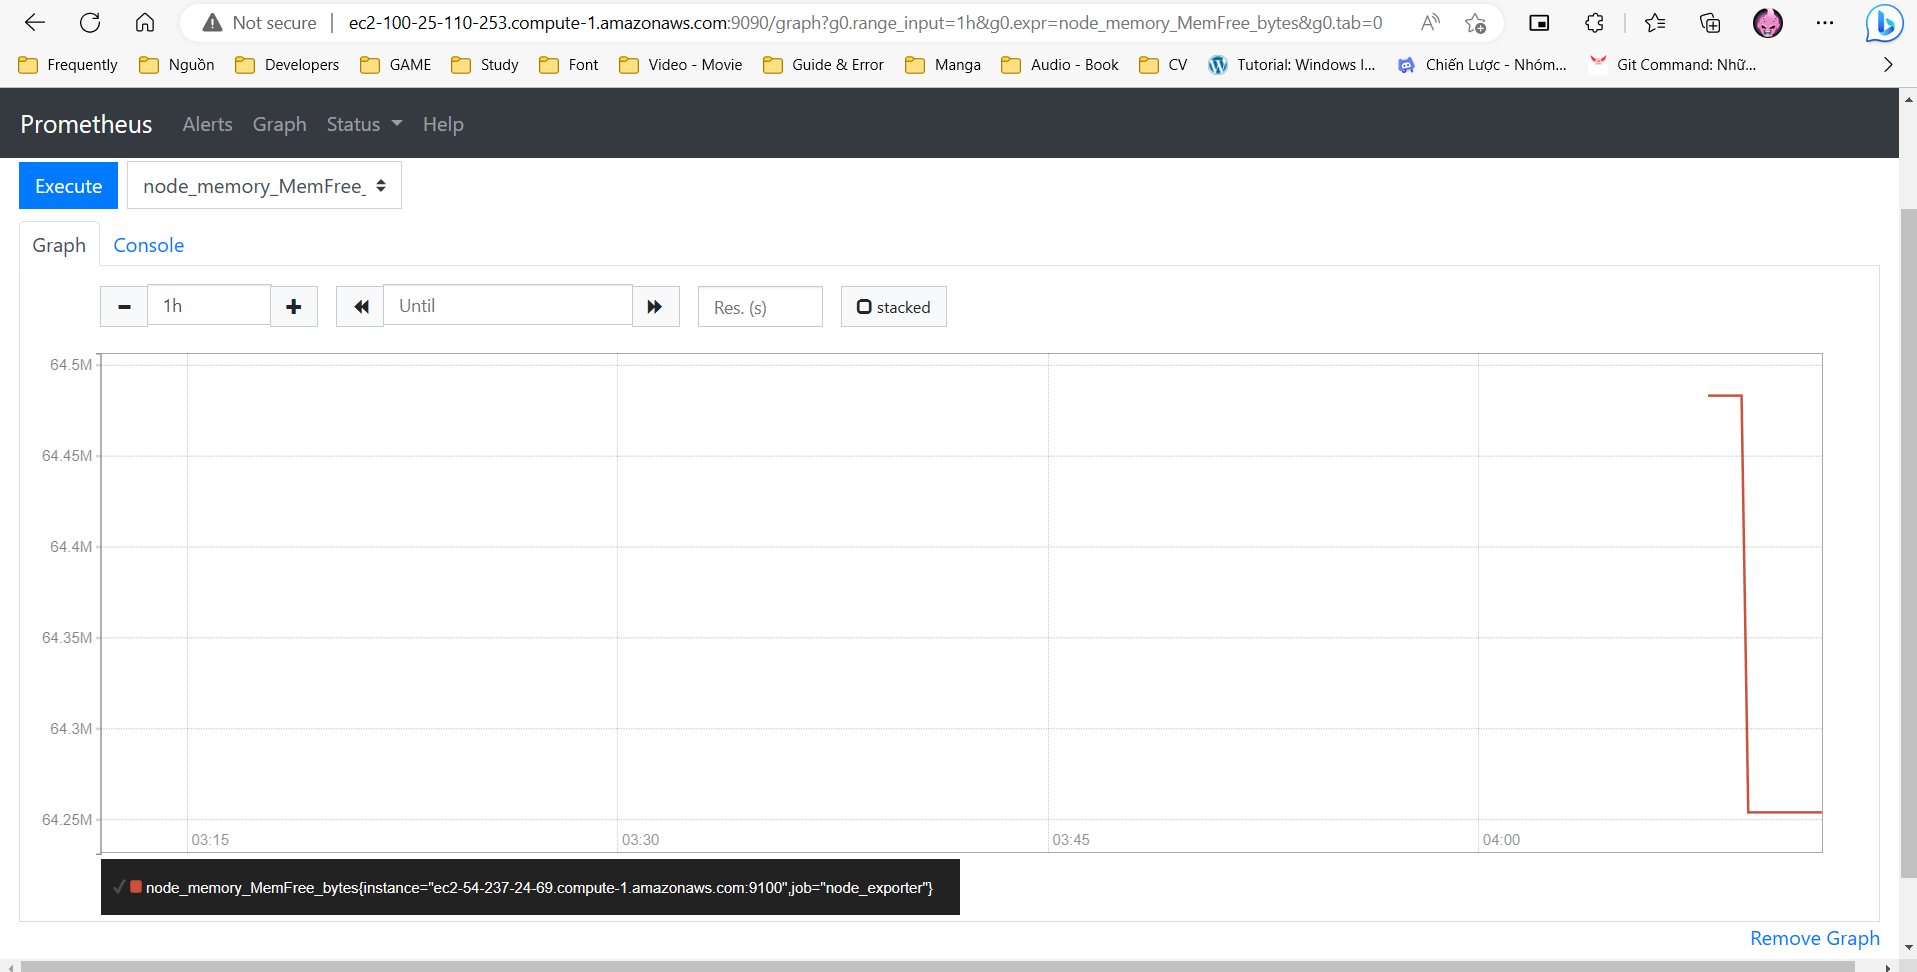 Not secure | ec2-100-25-110-253.compute-1.amazonaws.com:9090/graph?g0.range_input=1h&g0.expr=node_memory_MemFree_bytes&g0.tab=0
Frequently Nguồn Developers GAME Study Font Video - Movie Guide & Error Manga Audio - Book CV Tutorial: Windows I... Chiến Lược - Nhóm... Git Command: Nhữ...
Prometheus Alerts Graph Status Help
Execute node_memory_MemFree_
Graph Console
1h Until Res. (s) stacked
64.5M
64.45M
64.4M
64.35M
64.3M
64.25M
03:15 03:30 03:45 04:00
node_memory_MemFree_bytes{instance="ec2-54-237-24-69.compute-1.amazonaws.com:9100",job="node_exporter"}
Remove Graph